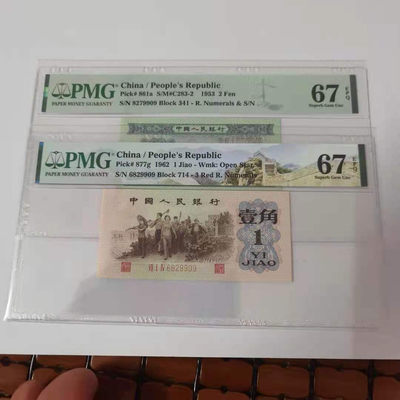 PMG
PAPER MONEY GUARANTY
China / People's Republic
Pick# 861a S/M#C283-2 1953 2 Fen
S/N 8279909 Block 341 - R. Numerals & S/N
67 EPQ
Superb Gem Unc
中国人民银行
PMG
PAPER MONEY GUARANTY
China / People's Republic
Pick# 877g 1962 1 Jiao - Wmk: Open Star
S/N 6829909 Block 714 - 3 Red R. Numerals
67 EPQ
Superb Gem Unc
中国人民银行
壹角
1
YI
JIAO
6829909